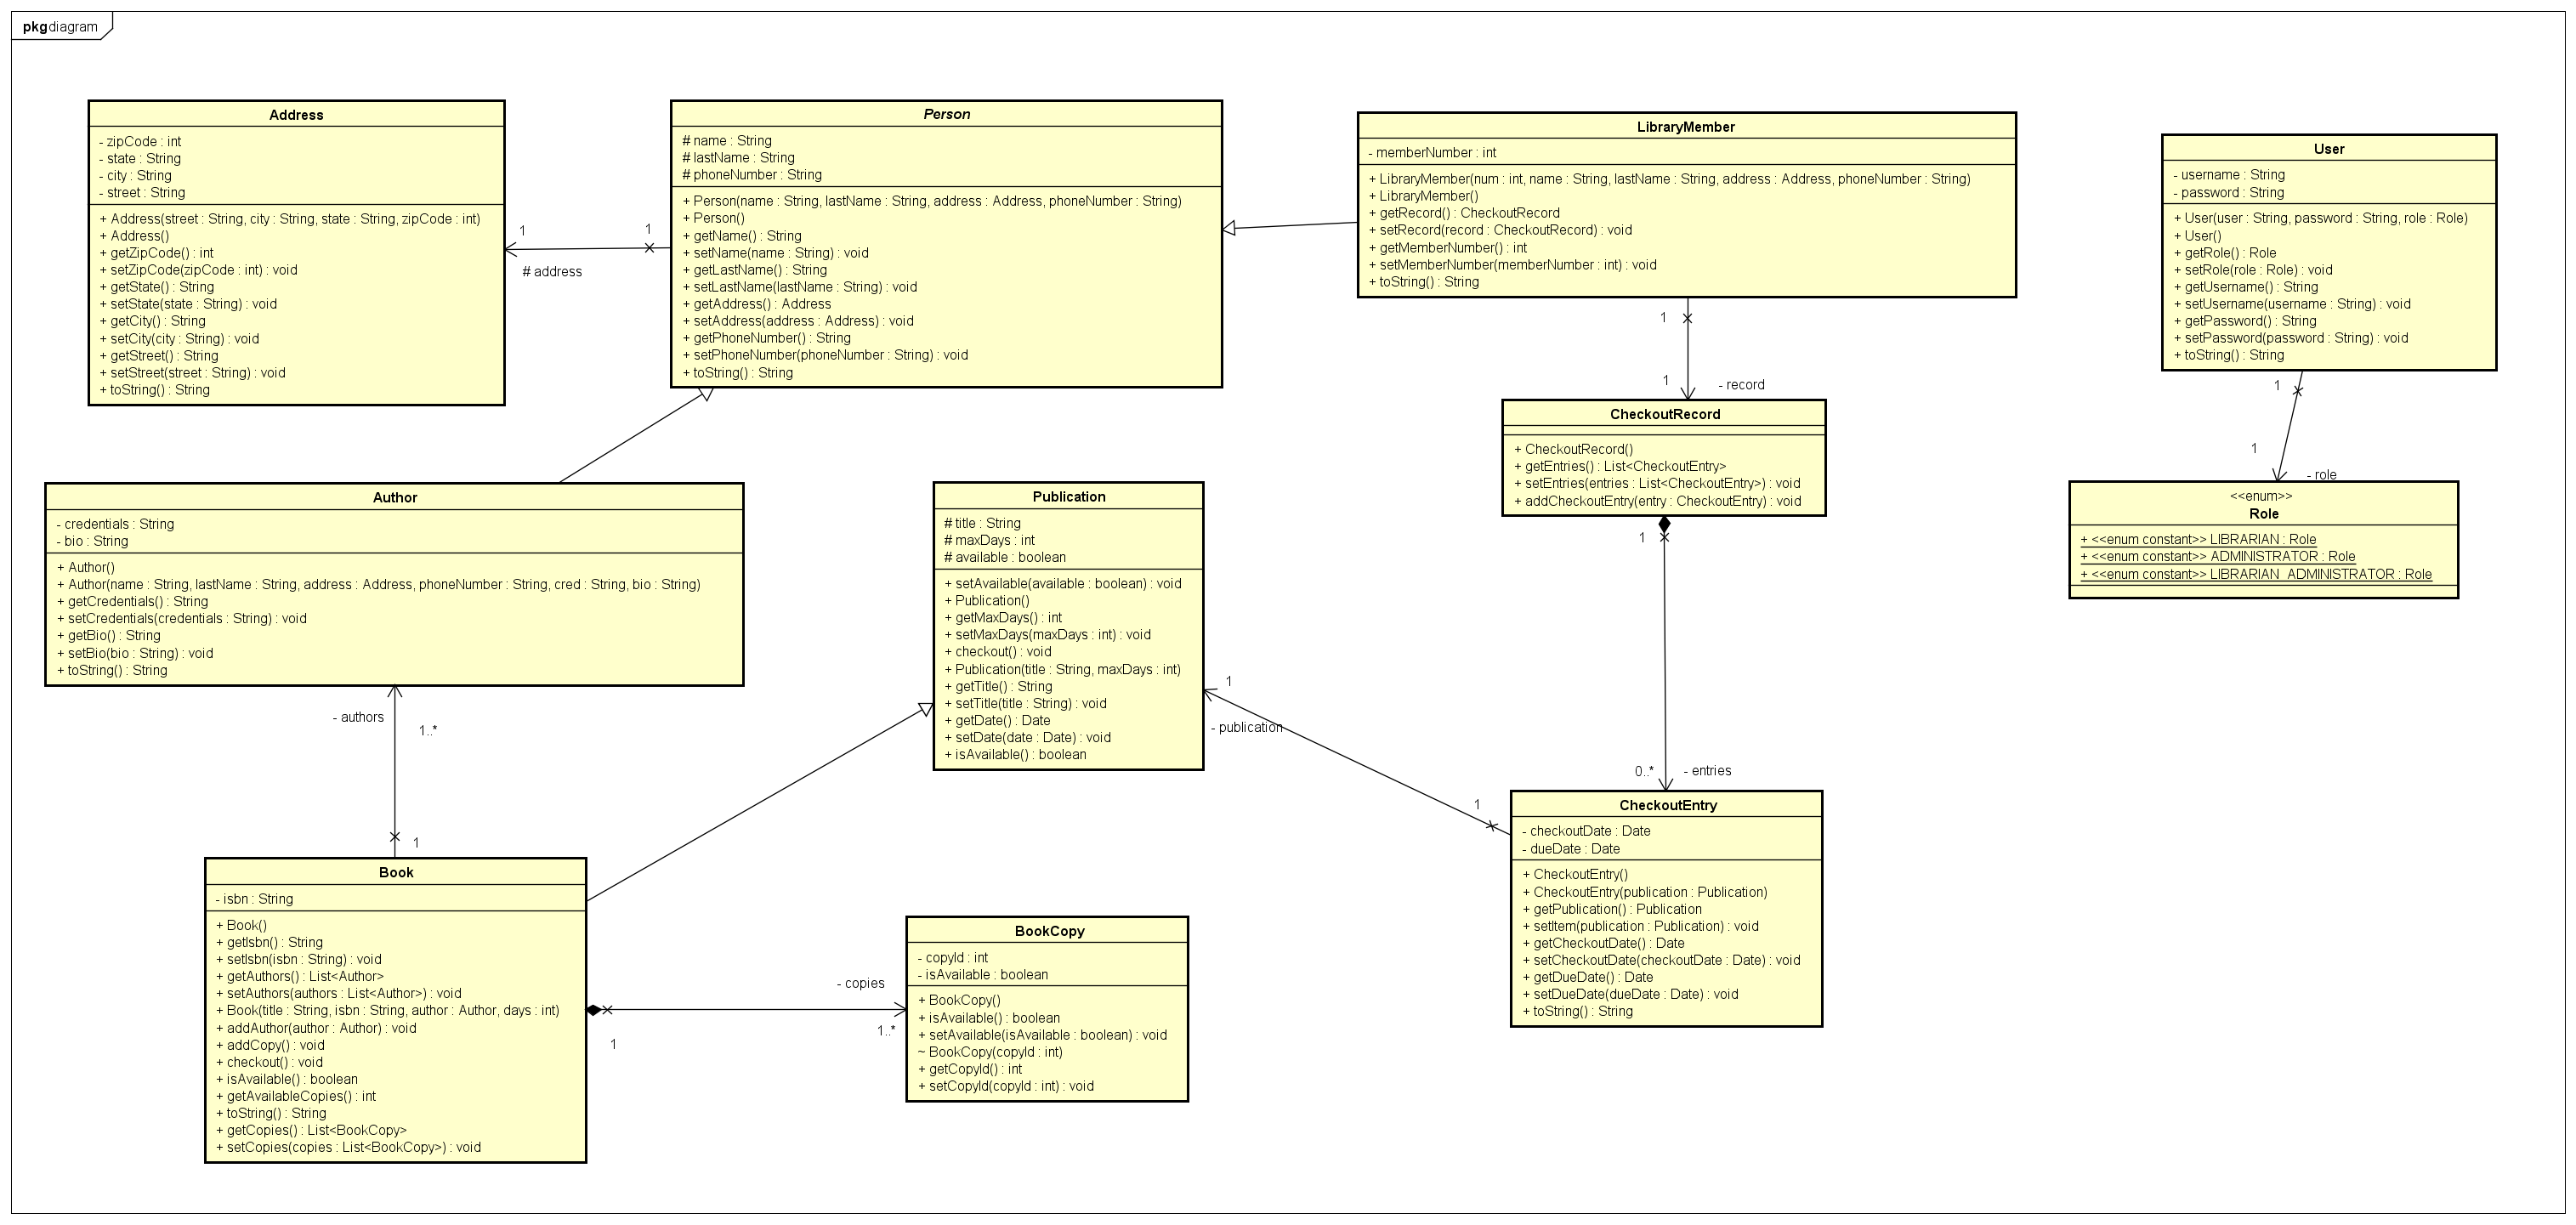 pkg diagram
Address
- zipCode : int
- state : String
- city : String
- street : String
+ Address(street : String, city : String, state : String, zipCode : int)
+ Address()
+ getZipCode() : int
+ setZipCode(zipCode : int) : void
+ getState() : String
+ setState(state : String) : void
+ getCity() : String
+ setCity(city : String) : void
+ getStreet() : String
+ setStreet(street : String) : void
+ toString() : String
1
1
# address
Person
# name : String
# lastName : String
# phoneNumber : String
+ Person(name : String, lastName : String, address : Address, phoneNumber : String)
+ Person()
+ getName() : String
+ setName(name : String) : void
+ getLastName() : String
+ setLastName(lastName : String) : void
+ getAddress() : Address
+ setAddress(address : Address) : void
+ getPhoneNumber() : String
+ setPhoneNumber(phoneNumber : String) : void
+ toString() : String
LibraryMember
- memberNumber : int
+ LibraryMember(num : int, name : String, lastName : String, address : Address, phoneNumber : String)
+ LibraryMember()
+ getRecord() : CheckoutRecord
+ setRecord(record : CheckoutRecord) : void
+ getMemberNumber() : int
+ setMemberNumber(memberNumber : int) : void
+ toString() : String
1
1
- record
User
- username : String
- password : String
+ User(user : String, password : String, role : Role)
+ User()
+ getRole() : Role
+ setRole(role : Role) : void
+ getUsername() : String
+ setUsername(username : String) : void
+ getPassword() : String
+ setPassword(password : String) : void
+ toString() : String
1
1
- role
<<enum>>
Role
+ <<enum constant>> LIBRARIAN : Role
+ <<enum constant>> ADMINISTRATOR : Role
+ <<enum constant>> LIBRARIAN_ADMINISTRATOR : Role
CheckoutRecord
+ CheckoutRecord()
+ getEntries() : List<CheckoutEntry>
+ setEntries(entries : List<CheckoutEntry>) : void
+ addCheckoutEntry(entry : CheckoutEntry) : void
1
0..*
- entries
Author
- credentials : String
- bio : String
+ Author()
+ Author(name : String, lastName : String, address : Address, phoneNumber : String, cred : String, bio : String)
+ getCredentials() : String
+ setCredentials(credentials : String) : void
+ getBio() : String
+ setBio(bio : String) : void
+ toString() : String
- authors
1..*
1
Publication
# title : String
# maxDays : int
# available : boolean
+ setAvailable(available : boolean) : void
+ Publication()
+ getMaxDays() : int
+ setMaxDays(maxDays : int) : void
+ checkout() : void
+ Publication(title : String, maxDays : int)
+ getTitle() : String
+ setTitle(title : String) : void
+ getDate() : Date
+ setDate(date : Date) : void
+ isAvailable() : boolean
1
- publication
1
CheckoutEntry
- checkoutDate : Date
- dueDate : Date
+ CheckoutEntry()
+ CheckoutEntry(publication : Publication)
+ getPublication() : Publication
+ setItem(publication : Publication) : void
+ getCheckoutDate() : Date
+ setCheckoutDate(checkoutDate : Date) : void
+ getDueDate() : Date
+ setDueDate(dueDate : Date) : void
+ toString() : String
Book
- isbn : String
+ Book()
+ getIsbn() : String
+ setIsbn(isbn : String) : void
+ getAuthors() : List<Author>
+ setAuthors(authors : List<Author>) : void
+ Book(title : String, isbn : String, author : Author, days : int)
+ addAuthor(author : Author) : void
+ addCopy() : void
+ checkout() : void
+ isAvailable() : boolean
+ getAvailableCopies() : int
+ toString() : String
+ getCopies() : List<BookCopy>
+ setCopies(copies : List<BookCopy>) : void
- copies
1
1..*
BookCopy
- copyId : int
- isAvailable : boolean
+ BookCopy()
+ isAvailable() : boolean
+ setAvailable(isAvailable : boolean) : void
~ BookCopy(copyId : int)
+ getCopyId() : int
+ setCopyId(copyId : int) : void